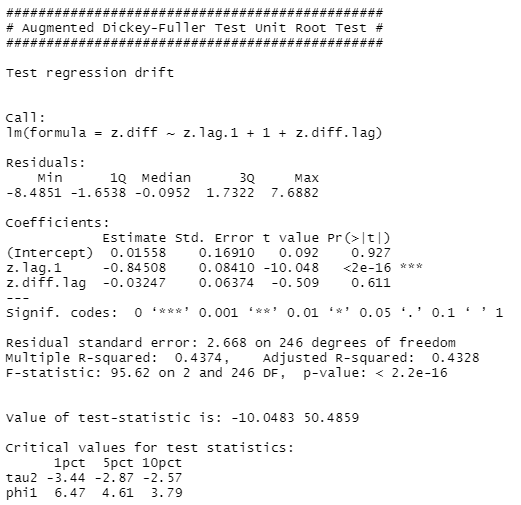 ###############################################
# Augmented Dickey-Fuller Test Unit Root Test #
###############################################
Test regression drift
Call:
lm(formula = z.diff ~ z.lag.1 + 1 + z.diff.lag)
Residuals:
    Min      1Q  Median      3Q     Max
-8.4851 -1.6538 -0.0952  1.7322  7.6882
Coefficients:
            Estimate Std. Error t value Pr(>|t|)
(Intercept)  0.01558    0.16910   0.092    0.927
z.lag.1     -0.84508    0.08410 -10.048   <2e-16 ***
z.diff.lag  -0.03247    0.06374  -0.509    0.611
---
Signif. codes:  0 ‘***’ 0.001 ‘**’ 0.01 ‘*’ 0.05 ‘.’ 0.1 ‘ ’ 1
Residual standard error: 2.668 on 246 degrees of freedom
Multiple R-squared:  0.4374,    Adjusted R-squared:  0.4328
F-statistic: 95.62 on 2 and 246 DF,  p-value: < 2.2e-16
Value of test-statistic is: -10.0483 50.4859
Critical values for test statistics:
      1pct  5pct 10pct
tau2 -3.44 -2.87 -2.57
phi1  6.47  4.61  3.79